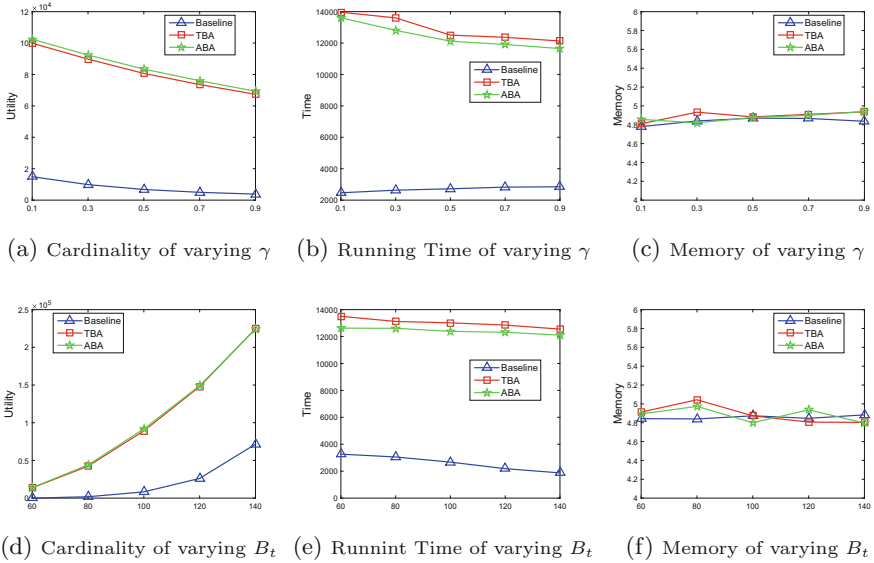 × 10^4
12
10
8
6
4
2
0
Utility
Baseline
TBA
ABA
0.1 0.3 0.5 0.7 0.9
(a) Cardinality of varying γ
14000
12000
10000
8000
6000
4000
2000
Time
Baseline
TBA
ABA
0.1 0.3 0.5 0.7 0.9
(b) Running Time of varying γ
6
5.8
5.6
5.4
5.2
5
4.8
4.6
4.4
4.2
4
Memory
Baseline
TBA
ABA
0.1 0.3 0.5 0.7 0.9
(c) Memory of varying γ
× 10^5
2.5
2
1.5
1
0.5
0
Utility
Baseline
TBA
ABA
60 80 100 120 140
(d) Cardinality of varying B_t
14000
12000
10000
8000
6000
4000
2000
0
Time
Baseline
TBA
ABA
60 80 100 120 140
(e) Runnint Time of varying B_t
6
5.8
5.6
5.4
5.2
5
4.8
4.6
4.4
4.2
4
Memory
Baseline
TBA
ABA
60 80 100 120 140
(f) Memory of varying B_t